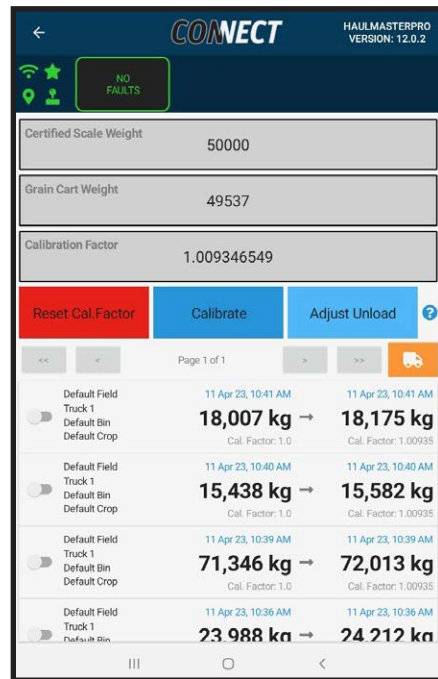 CONNECT
HAULMASTERPRO
VERSION: 12.0.2
NO
FAULTS
Certified Scale Weight
50000
Grain Cart Weight
49537
Calibration Factor
1.009346549
Reset Cal.Factor Calibrate Adjust Unload ?
<< < Page 1 of 1 > >>
Default Field
Truck 1
Default Bin
Default Crop
11 Apr 23, 10:41 AM
18,007 kg →
Cal. Factor: 1.0
11 Apr 23, 10:41 AM
18,175 kg
Cal. Factor: 1.00935
Default Field
Truck 1
Default Bin
Default Crop
11 Apr 23, 10:40 AM
15,438 kg →
Cal. Factor: 1.0
11 Apr 23, 10:40 AM
15,582 kg
Cal. Factor: 1.00935
Default Field
Truck 1
Default Bin
Default Crop
11 Apr 23, 10:39 AM
71,346 kg →
Cal. Factor: 1.0
11 Apr 23, 10:39 AM
72,013 kg
Cal. Factor: 1.00935
Default Field
Truck 1
Default Bin
11 Apr 23, 10:36 AM
23,988 kg →
11 Apr 23, 10:36 AM
24,212 kg